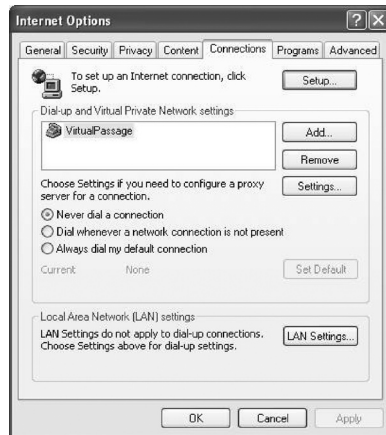 Internet Options
General Security Privacy Content Connections Programs Advanced
To set up an Internet connection, click
Setup.
Setup...
Dial-up and Virtual Private Network settings
VirtualPassage
Add...
Remove
Choose Settings if you need to configure a proxy
server for a connection.
Settings...
Never dial a connection
Dial whenever a network connection is not present
Always dial my default connection
Current None
Set Default
Local Area Network (LAN) settings
LAN Settings do not apply to dial-up connections.
Choose Settings above for dial-up settings.
LAN Settings...
OK Cancel Apply